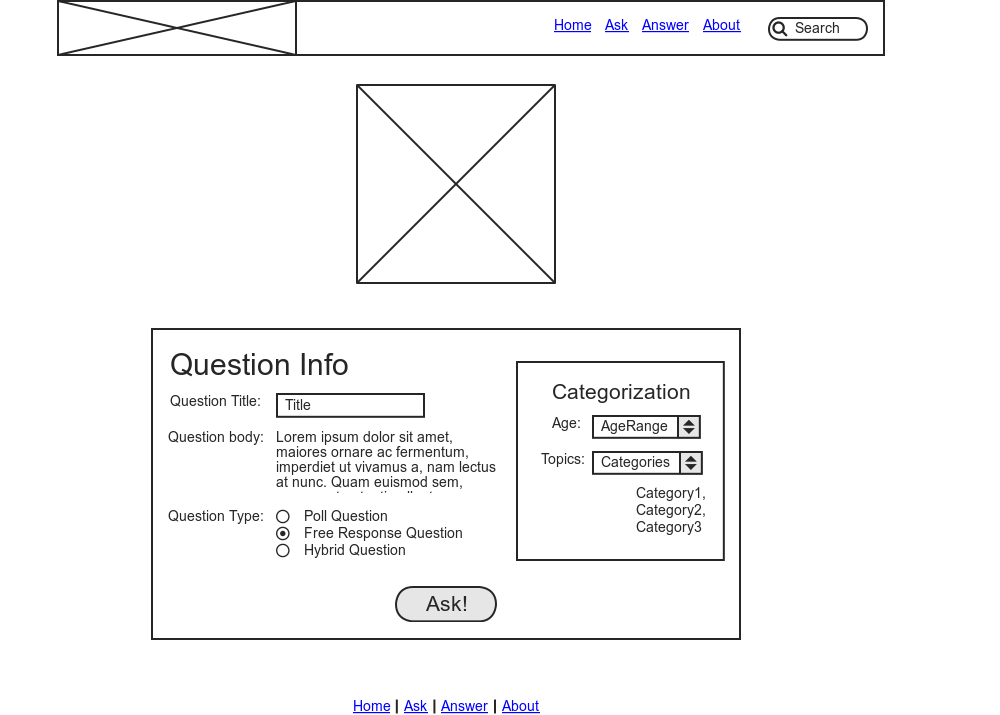 Home Ask Answer About Search
Question Info
Question Title: Title
Question body: Lorem ipsum dolor sit amet,
maiores ornare ac fermentum,
imperdiet ut vivamus a, nam lectus
at nunc. Quam euismod sem,
Question Type: Poll Question
Free Response Question
Hybrid Question
Categorization
Age: AgeRange
Topics: Categories
Category1,
Category2,
Category3
Ask!
Home | Ask | Answer | About